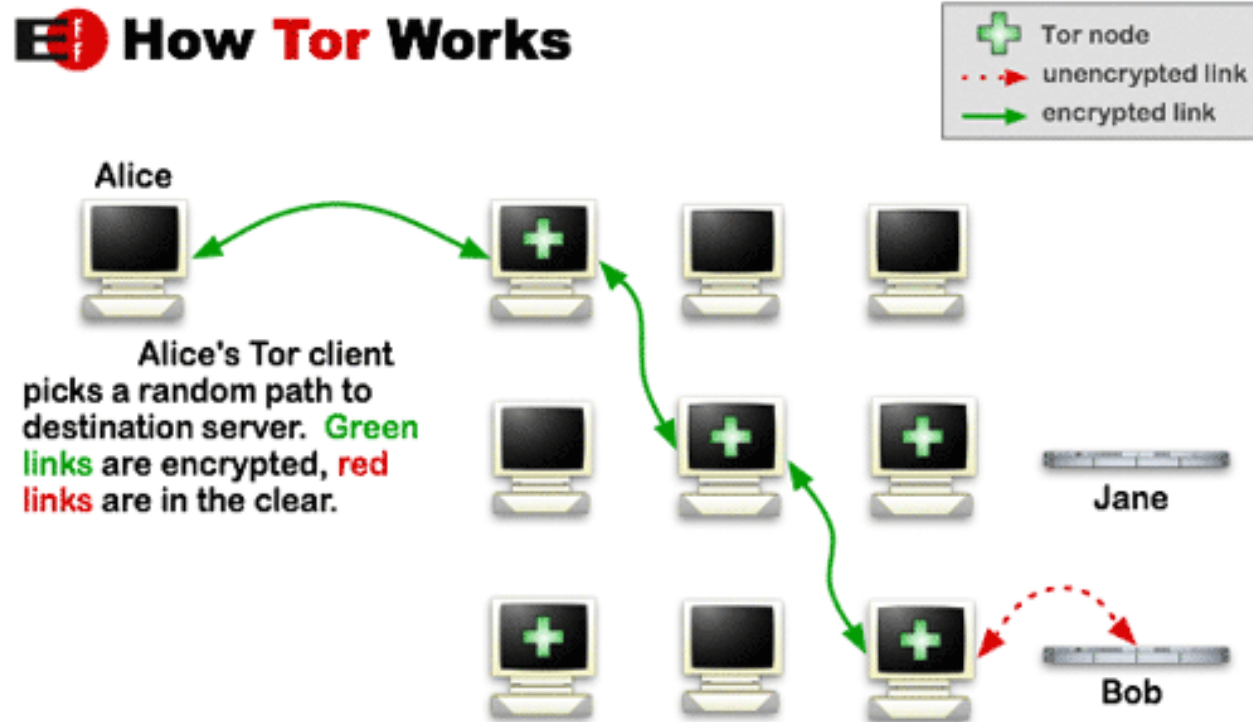 EFF How Tor Works
Tor node
unencrypted link
encrypted link
Alice
Alice's Tor client
picks a random path to
destination server. Green
links are encrypted, red
links are in the clear.
Jane
Bob